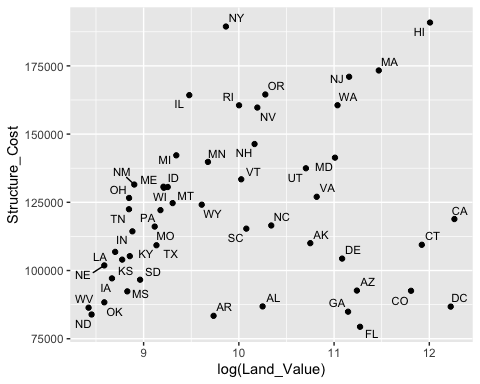 NY
HI
175000
MA
NJ
IL
RI
OR
WA
NV
150000
NH
MI
MN
MD
NM
ME
ID
VT
UT
OH
WI
MT
VA
125000
WY
TN
PA
CA
NC
IN
MO
SC
AK
CT
KY
TX
DE
LA
NE
KS
SD
100000
IA
MS
AZ
CO
DC
WV
OK
AR
AL
GA
ND
FL
75000
9
10
11
12
log(Land_Value)
Structure_Cost